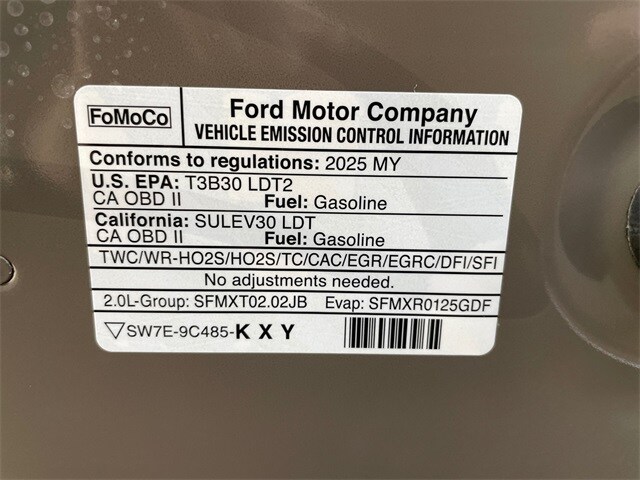 FoMoCo
Ford Motor Company
VEHICLE EMISSION CONTROL INFORMATION
Conforms to regulations: 2025 MY
U.S. EPA: T3B30 LDT2
CA OBD II Fuel: Gasoline
California: SULEV30 LDT
CA OBD II Fuel: Gasoline
TWC/WR-HO2S/HO2S/TC/CAC/EGR/EGRC/DFI/SFI
No adjustments needed.
2.0L-Group: SFMXT02.02JB Evap: SFMXR0125GDF
SW7E-9C485-K X Y